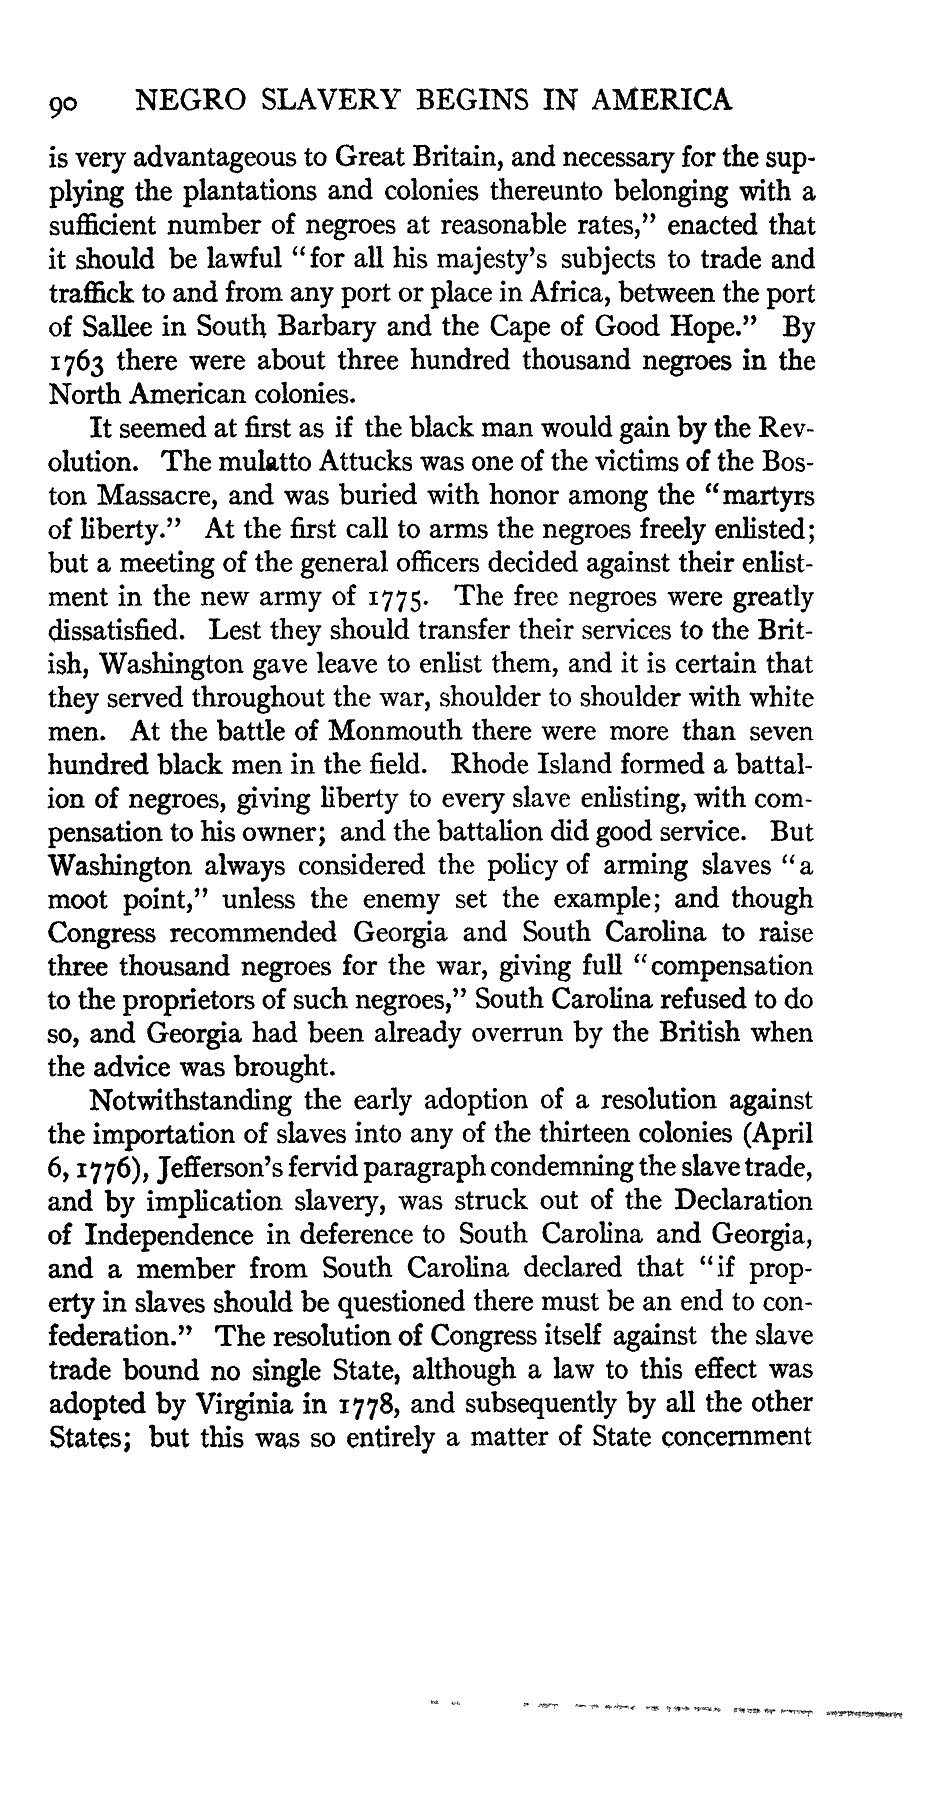 90 NEGRO SLAVERY BEGINS IN AMERICA
is very advantageous to Great Britain, and necessary for the sup-
plying the plantations and colonies thereunto belonging with a
sufficient number of negroes at reasonable rates,” enacted that
it should be lawful “for all his majesty’s subjects to trade and
traffick to and from any port or place in Africa, between the port
of Sallee in South Barbary and the Cape of Good Hope.” By
1763 there were about three hundred thousand negroes in the
North American colonies.
It seemed at first as if the black man would gain by the Rev-
olution. The mulatto Attucks was one of the victims of the Bos-
ton Massacre, and was buried with honor among the “martyrs
of liberty.” At the first call to arms the negroes freely enlisted;
but a meeting of the general officers decided against their enlist-
ment in the new army of 1775. The free negroes were greatly
dissatisfied. Lest they should transfer their services to the Brit-
ish, Washington gave leave to enlist them, and it is certain that
they served throughout the war, shoulder to shoulder with white
men. At the battle of Monmouth there were more than seven
hundred black men in the field. Rhode Island formed a battal-
ion of negroes, giving liberty to every slave enlisting, with com-
pensation to his owner; and the battalion did good service. But
Washington always considered the policy of arming slaves “a
moot point,” unless the enemy set the example; and though
Congress recommended Georgia and South Carolina to raise
three thousand negroes for the war, giving full “compensation
to the proprietors of such negroes,” South Carolina refused to do
so, and Georgia had been already overrun by the British when
the advice was brought.
Notwithstanding the early adoption of a resolution against
the importation of slaves into any of the thirteen colonies (April
6, 1776), Jefferson’s fervid paragraph condemning the slave trade,
and by implication slavery, was struck out of the Declaration
of Independence in deference to South Carolina and Georgia,
and a member from South Carolina declared that “if prop-
erty in slaves should be questioned there must be an end to con-
federation.” The resolution of Congress itself against the slave
trade bound no single State, although a law to this effect was
adopted by Virginia in 1778, and subsequently by all the other
States; but this was so entirely a matter of State concernment